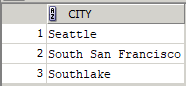 CITY
1 Seattle
2 South San Francisco
3 Southlake